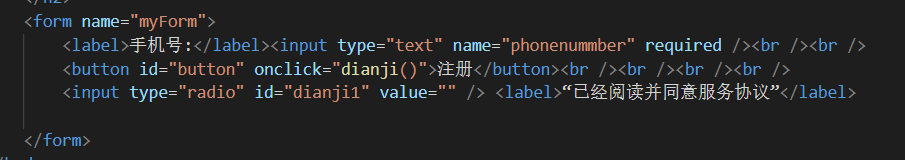 </h2>
<form name="myForm">
<label>手机号:</label><input type="text" name="phonenummber" required /><br /><br />
<button id="button" onclick="dianji()">注册</button><br /><br /><br /><br />
<input type="radio" id="dianji1" value="" /> <label>“已经阅读并同意服务协议”</label>
</form>